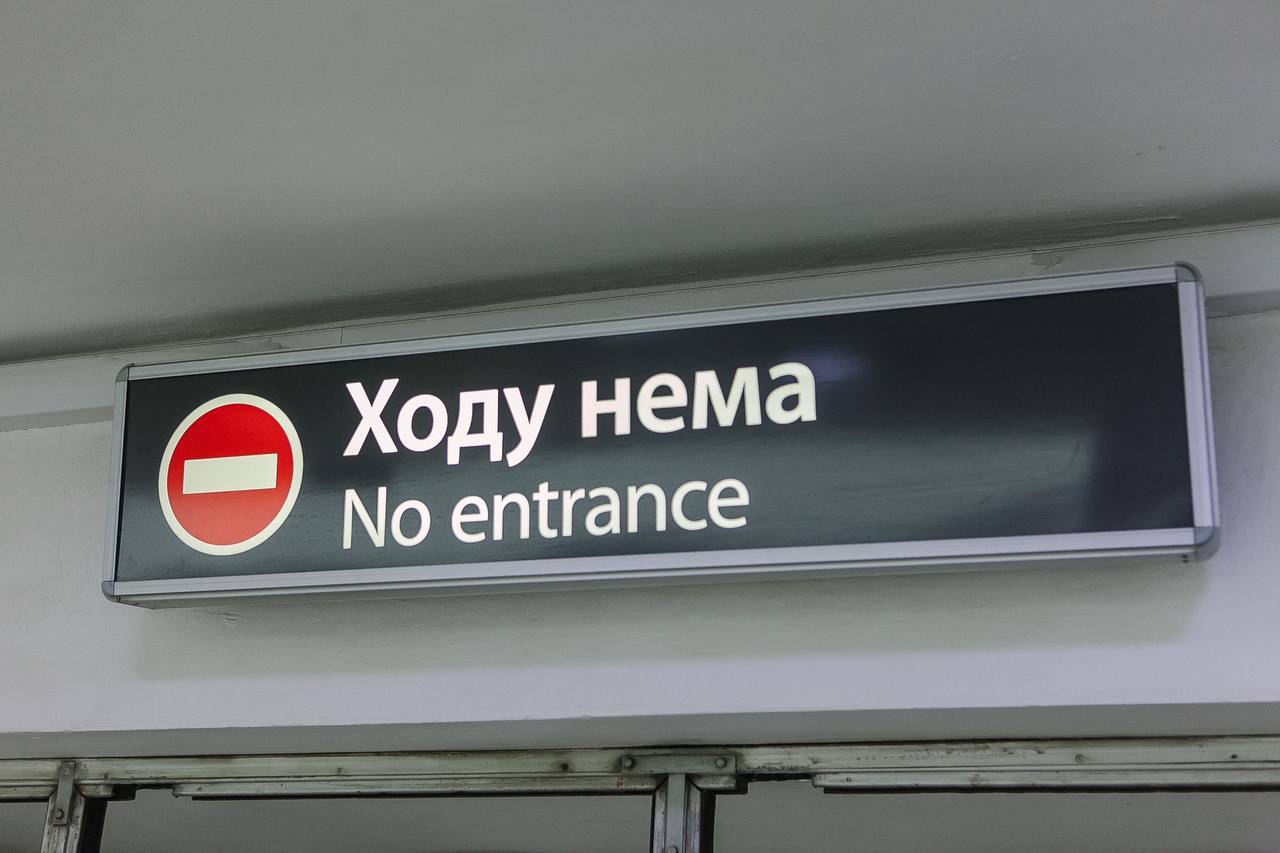 Ходу нема
No entrance